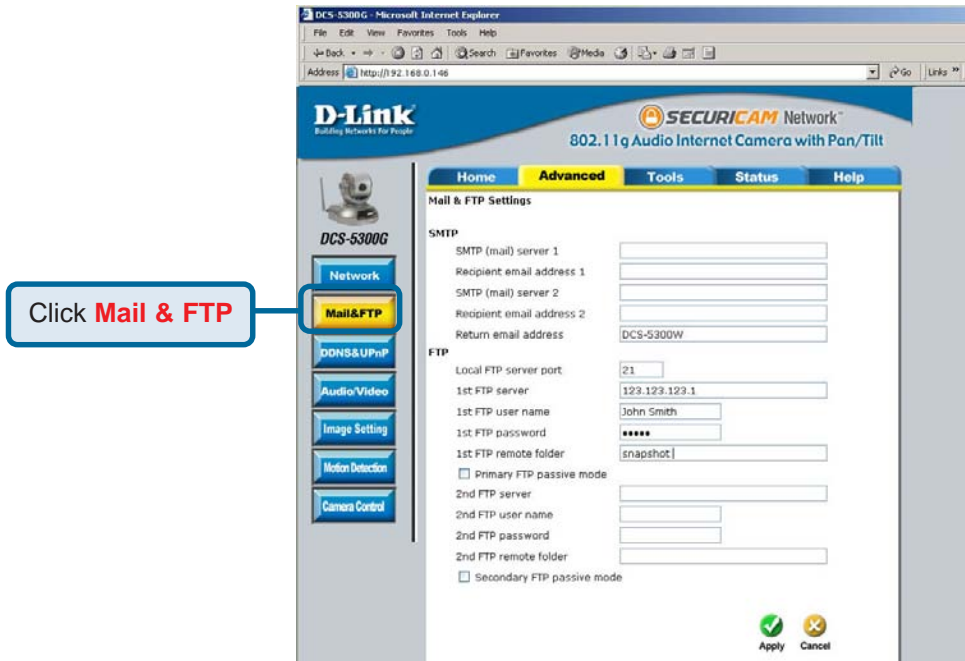 DCS-5300G - Microsoft Internet Explorer
File Edit View Favorites Tools Help
Back Search Favorites Media
Address http://192.168.0.146 Go Links »
D-Link
Building Networks for People
SECURICAM Network™
802.11g Audio Internet Camera with Pan/Tilt
Home Advanced Tools Status Help
DCS-5300G
Network
Mail&FTP
DDNS&UPnP
Audio/Video
Image Setting
Motion Detection
Camera Control
Click Mail & FTP
Mail & FTP Settings
SMTP
SMTP (mail) server 1
Recipient email address 1
SMTP (mail) server 2
Recipient email address 2
Return email address DCS-5300W
FTP
Local FTP server port 21
1st FTP server 123.123.123.1
1st FTP user name John Smith
1st FTP password •••••
1st FTP remote folder snapshot
Primary FTP passive mode
2nd FTP server
2nd FTP user name
2nd FTP password
2nd FTP remote folder
Secondary FTP passive mode
Apply Cancel